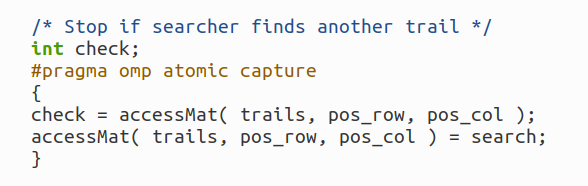 /* Stop if searcher finds another trail */
int check;
#pragma omp atomic capture
{
check = accessMat( trails, pos_row, pos_col );
accessMat( trails, pos_row, pos_col ) = search;
}